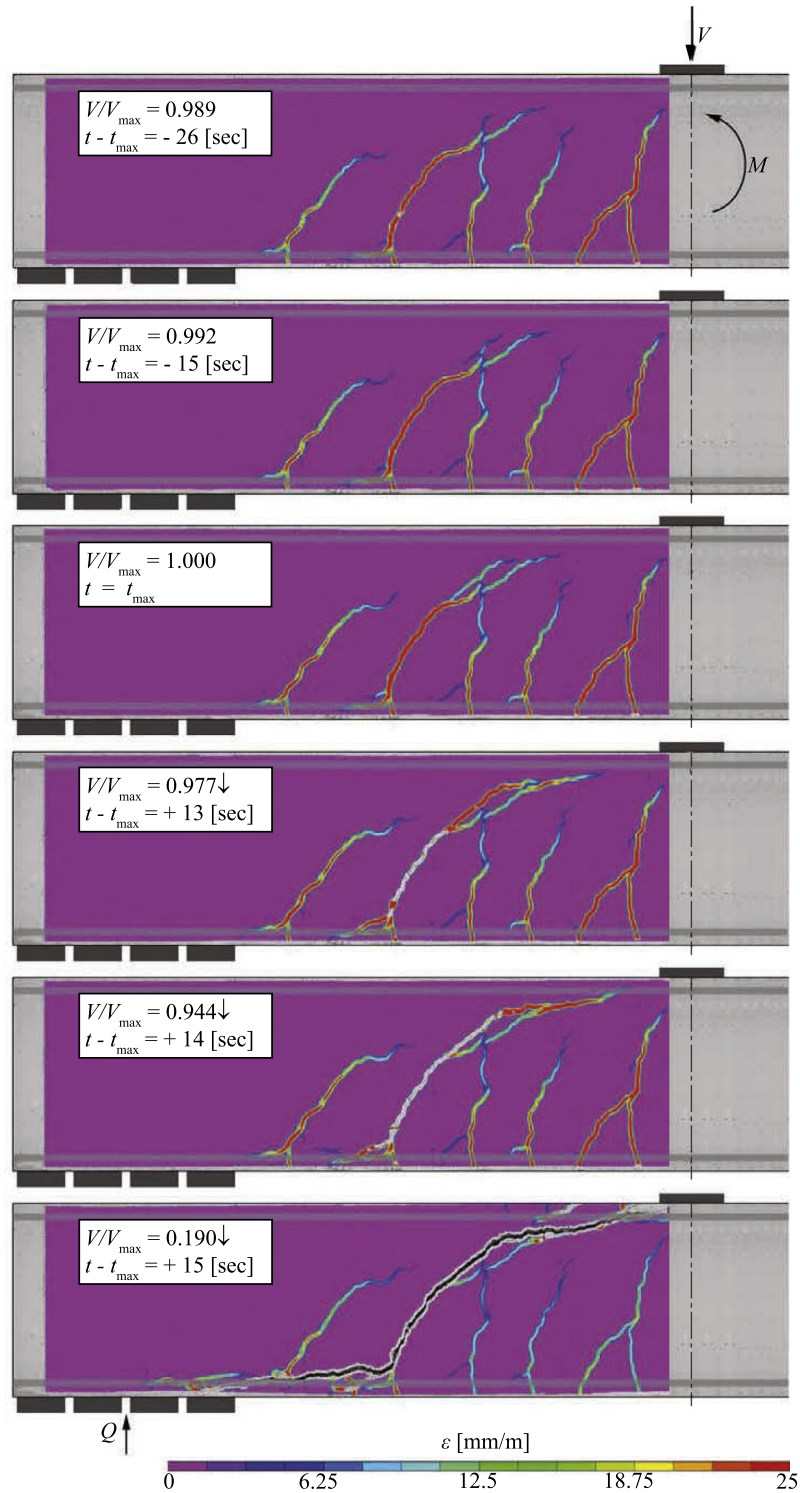 V
V/Vmax = 0.989
t - tmax = - 26 [sec]
M
V/Vmax = 0.992
t - tmax = - 15 [sec]
V/Vmax = 1.000
t = tmax
V/Vmax = 0.977↓
t - tmax = + 13 [sec]
V/Vmax = 0.944↓
t - tmax = + 14 [sec]
V/Vmax = 0.190↓
t - tmax = + 15 [sec]
Q
ε [mm/m]
0 6.25 12.5 18.75 25